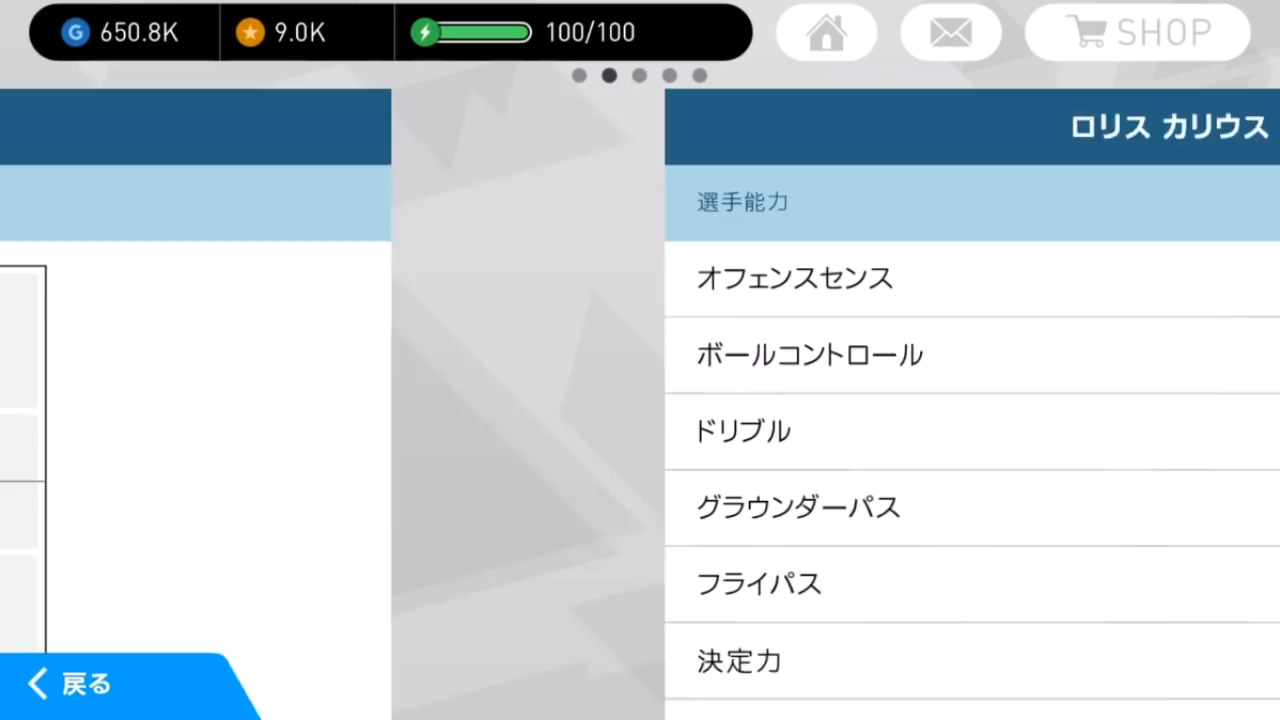 650.8K
9.0K
100/100
SHOP
ロリス カリウス
選手能力
オフェンスセンス
ボールコントロール
ドリブル
グラウンダーパス
フライパス
決定力
戻る